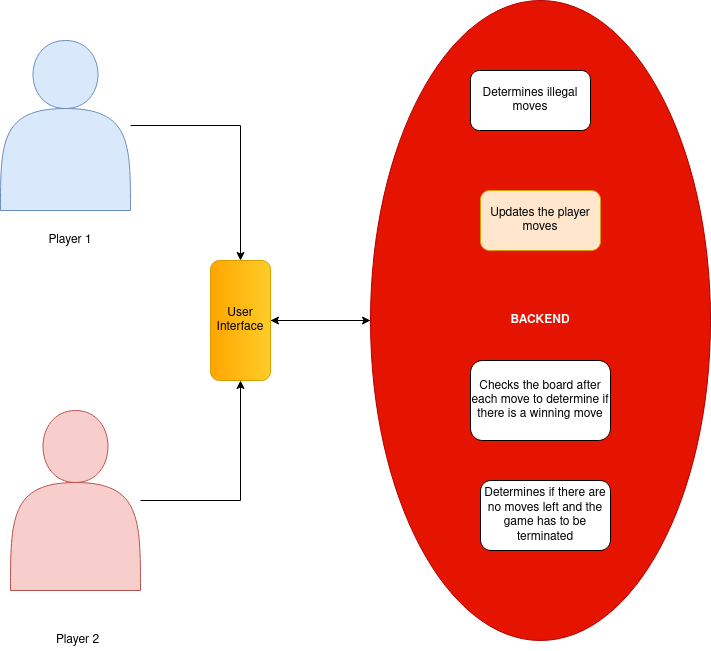 Player 1
User
Interface
Player 2
Determines illegal
moves
Updates the player
moves
BACKEND
Checks the board after
each move to determine if
there is a winning move
Determines if there are
no moves left and the
game has to be
terminated